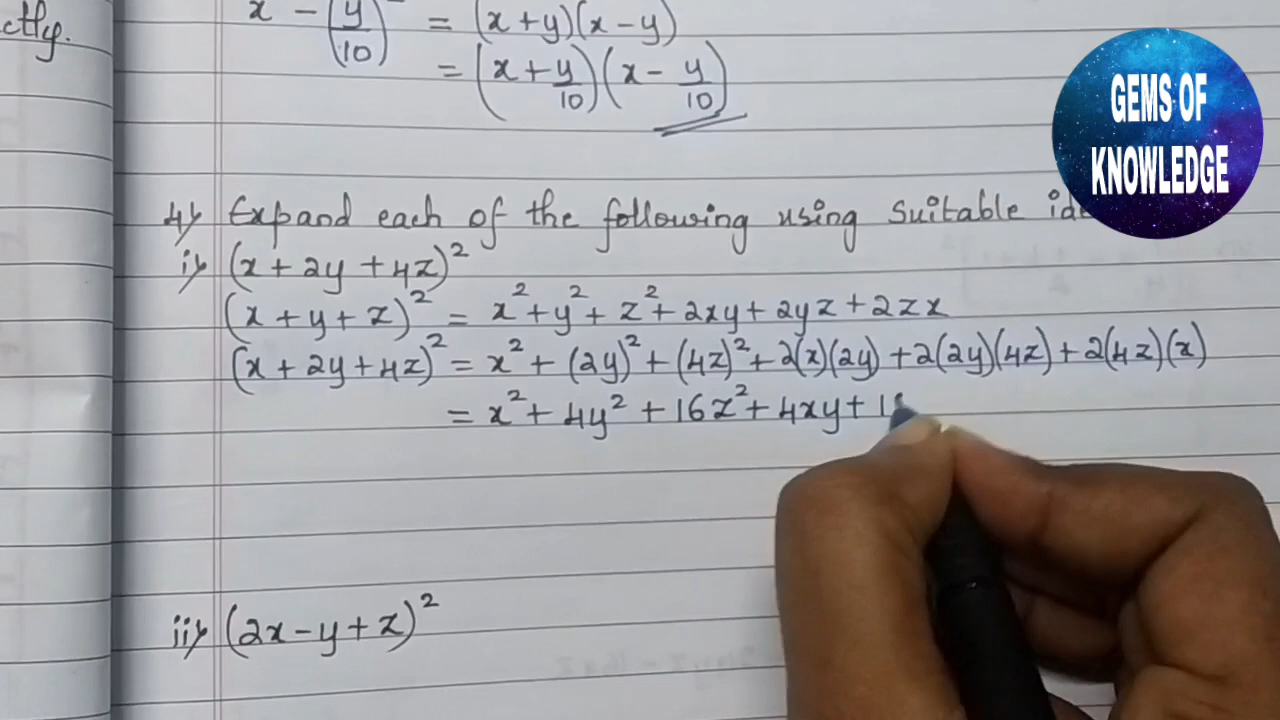 ctly.
x - (y/10) = (x+y)(x-y)
= (x + y/10)(x - y/10)
GEMS OF
KNOWLEDGE
4) Expand each of the following using suitable
i) (x + 2y + 4z)²
(x + y + z)² = x² + y² + z² + 2xy + 2yz + 2zx
(x + 2y + 4z)² = x² + (2y)² + (4z)² + 2(x)(2y) + 2(2y)(4z) + 2(4z)(x)
= x² + 4y² + 16z² + 4xy + 1
ii) (2x - y + z)²